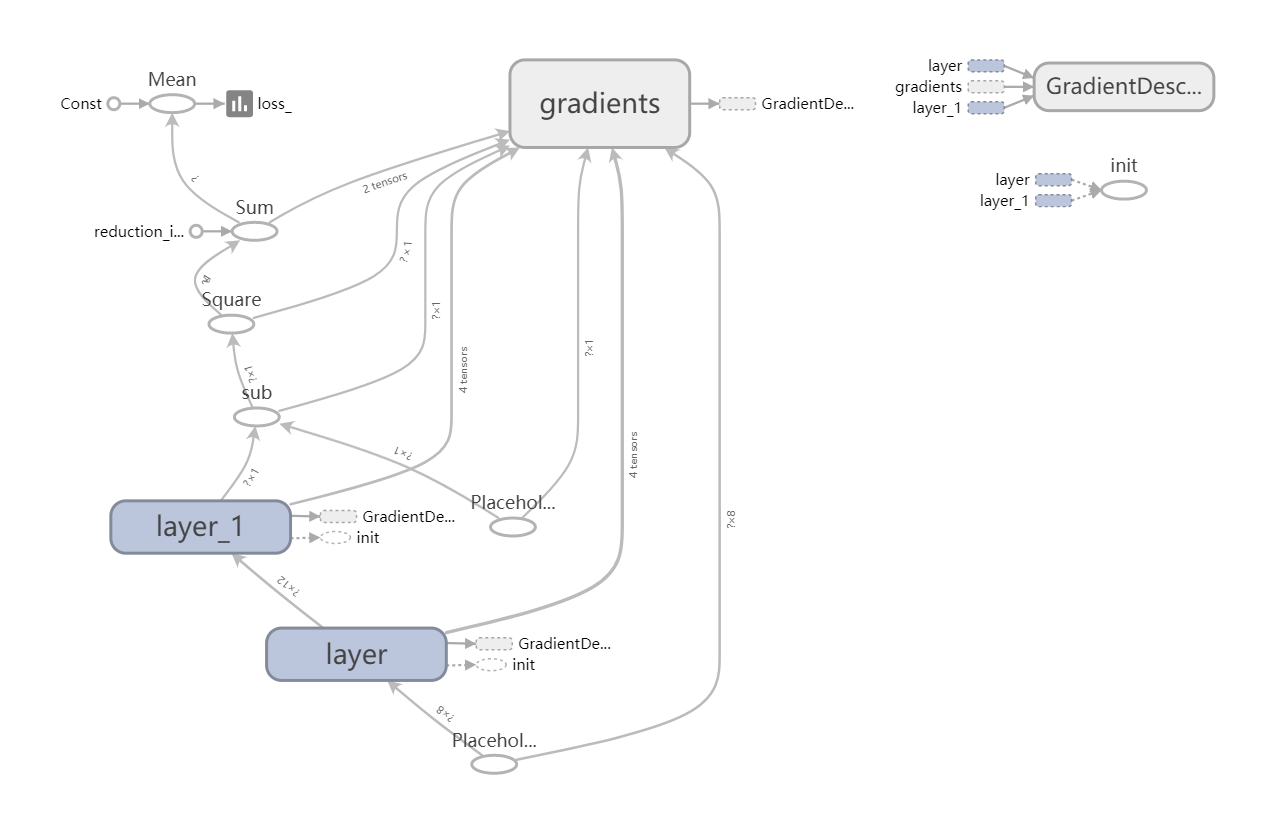 Mean
Const
loss_
gradients
GradientDe...
layer
gradients
layer_1
GradientDesc...
init
layer
layer_1
?
2 tensors
Sum
reduction_i...
?×1
Square
?×1
?×1
4 tensors
?×1
?×1
sub
?×1
?×1
4 tensors
Placehol...
layer_1
GradientDe...
init
?×8
?×12
layer
GradientDe...
init
?×8
Placehol...